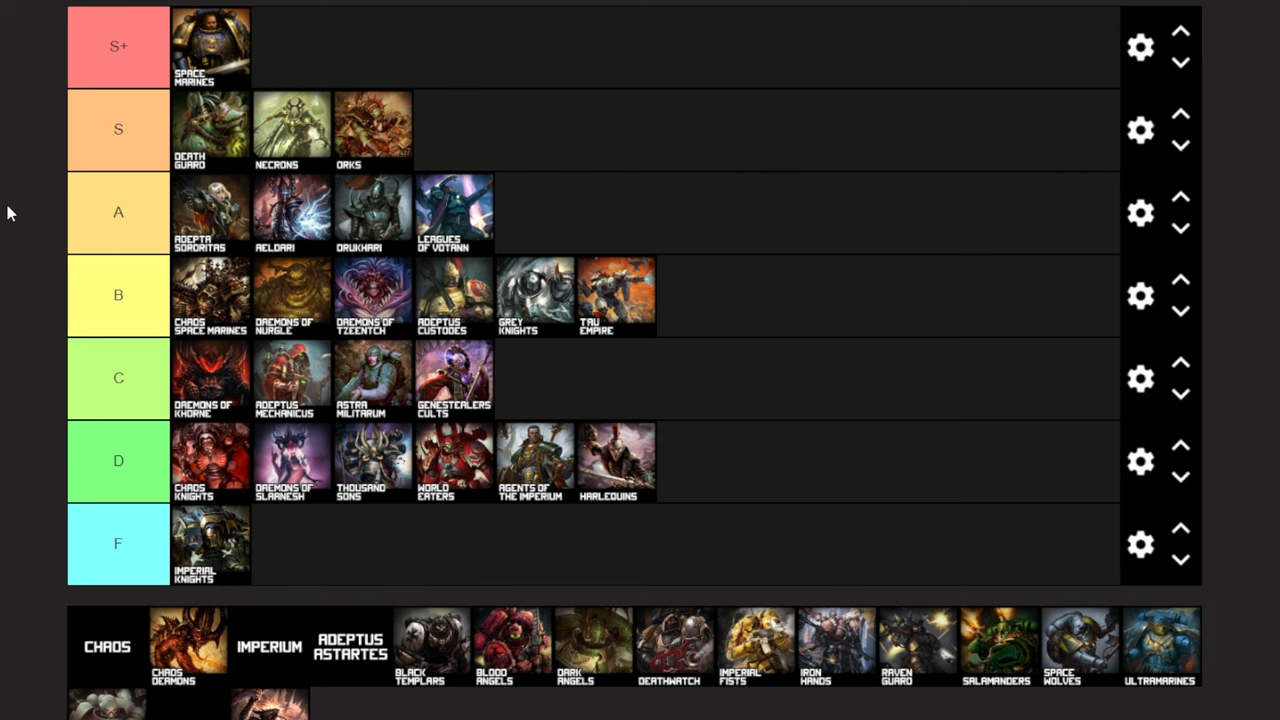 S+
SPACE
MARINES
S
DEATH
GUARD
NECRONS
ORKS
A
ADEPTA
SORORITAS
AELDARI
DRUKHARI
LEAGUES
OF VOTANN
B
CHAOS
SPACE MARINES
DAEMONS OF
NURGLE
DAEMONS OF
TZEENTCH
ADEPTUS
CUSTODES
GREY
KNIGHTS
TAU
EMPIRE
C
DAEMONS OF
KHORNE
ADEPTUS
MECHANICUS
ASTRA
MILITARUM
GENESTEALERS
CULTS
D
CHAOS
KNIGHTS
DAEMONS OF
SLAANESH
THOUSAND
SONS
WORLD
EATERS
AGENTS OF
THE IMPERIUM
HARLEQUINS
F
IMPERIAL
KNIGHTS
CHAOS
CHAOS
DEAMONS
IMPERIUM
ADEPTUS
ASTARTES
BLACK
TEMPLARS
BLOOD
ANGELS
DARK
ANGELS
DEATHWATCH
IMPERIAL
FISTS
IRON
HANDS
RAVEN
GUARD
SALAMANDERS
SPACE
WOLVES
ULTRAMARINES